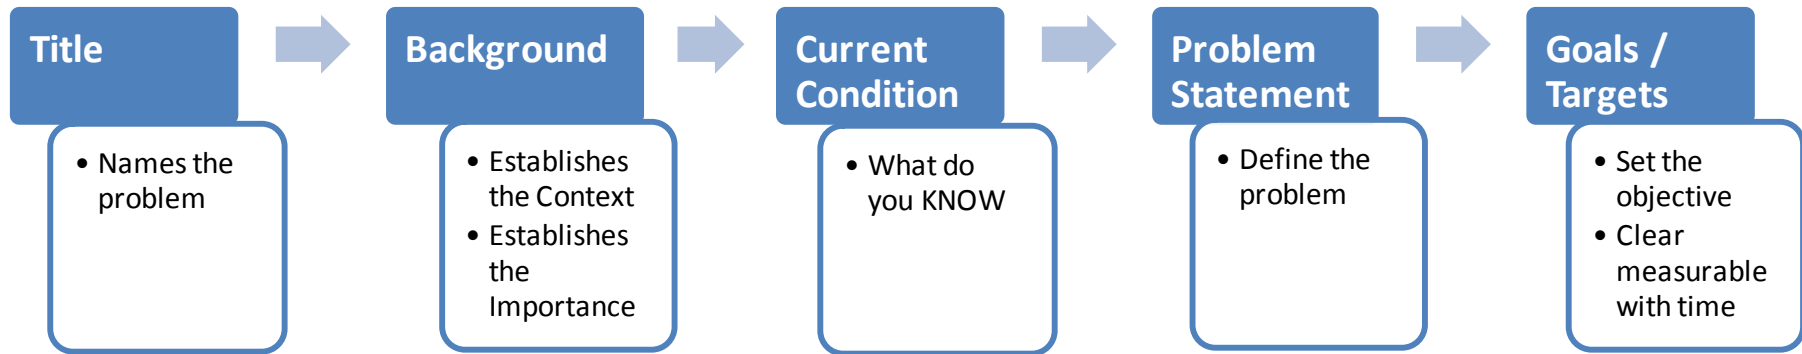 Title
• Names the
problem
Background
• Establishes
the Context
• Establishes
the
Importance
Current
Condition
• What do
you KNOW
Problem
Statement
• Define the
problem
Goals /
Targets
• Set the
objective
• Clear
measurable
with time